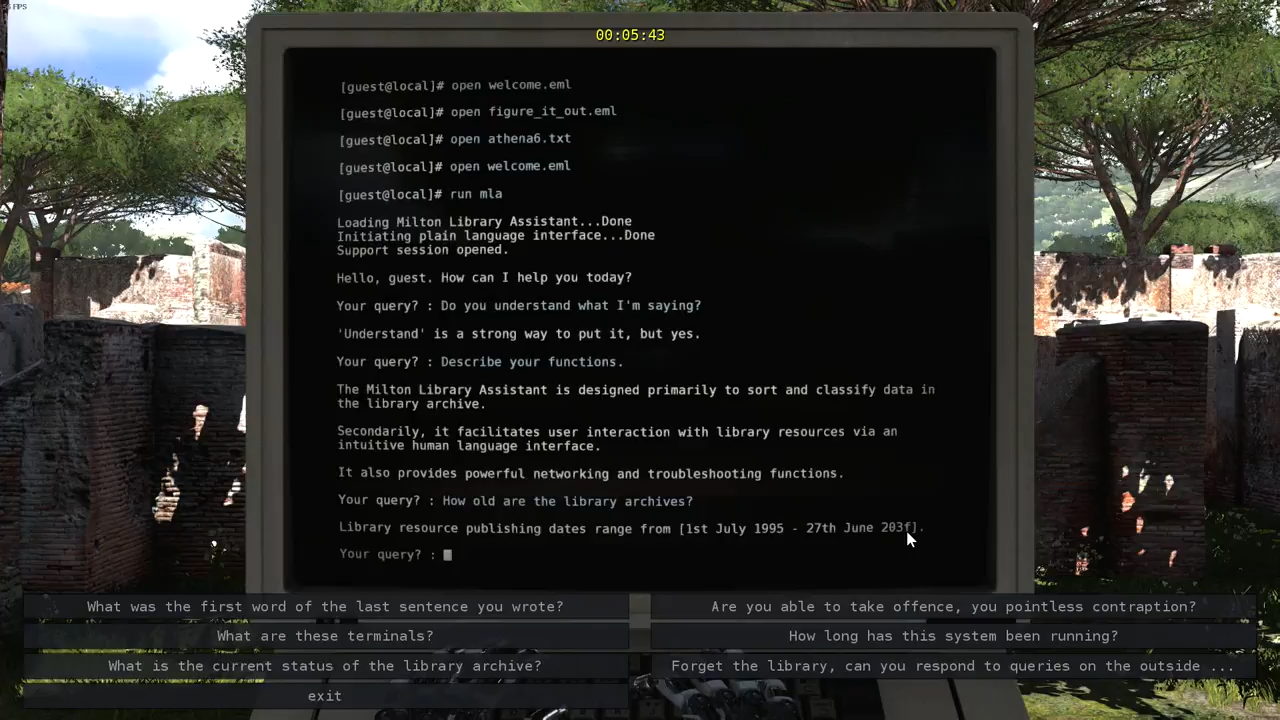 FPS
00:05:43
[guest@local]# open welcome.eml
[guest@local]# open figure_it_out.eml
[guest@local]# open athena6.txt
[guest@local]# open welcome.eml
[guest@local]# run mla
Loading Milton Library Assistant...Done
Initiating plain language interface...Done
Support session opened.
Hello, guest. How can I help you today?
Your query? : Do you understand what I'm saying?
'Understand' is a strong way to put it, but yes.
Your query? : Describe your functions.
The Milton Library Assistant is designed primarily to sort and classify data in
the library archive.
Secondarily, it facilitates user interaction with library resources via an
intuitive human language interface.
It also provides powerful networking and troubleshooting functions.
Your query? : How old are the library archives?
Library resource publishing dates range from [1st July 1995 - 27th June 203f].
Your query? :
What was the first word of the last sentence you wrote?
Are you able to take offence, you pointless contraption?
What are these terminals?
How long has this system been running?
What is the current status of the library archive?
Forget the library, can you respond to queries on the outside ...
exit